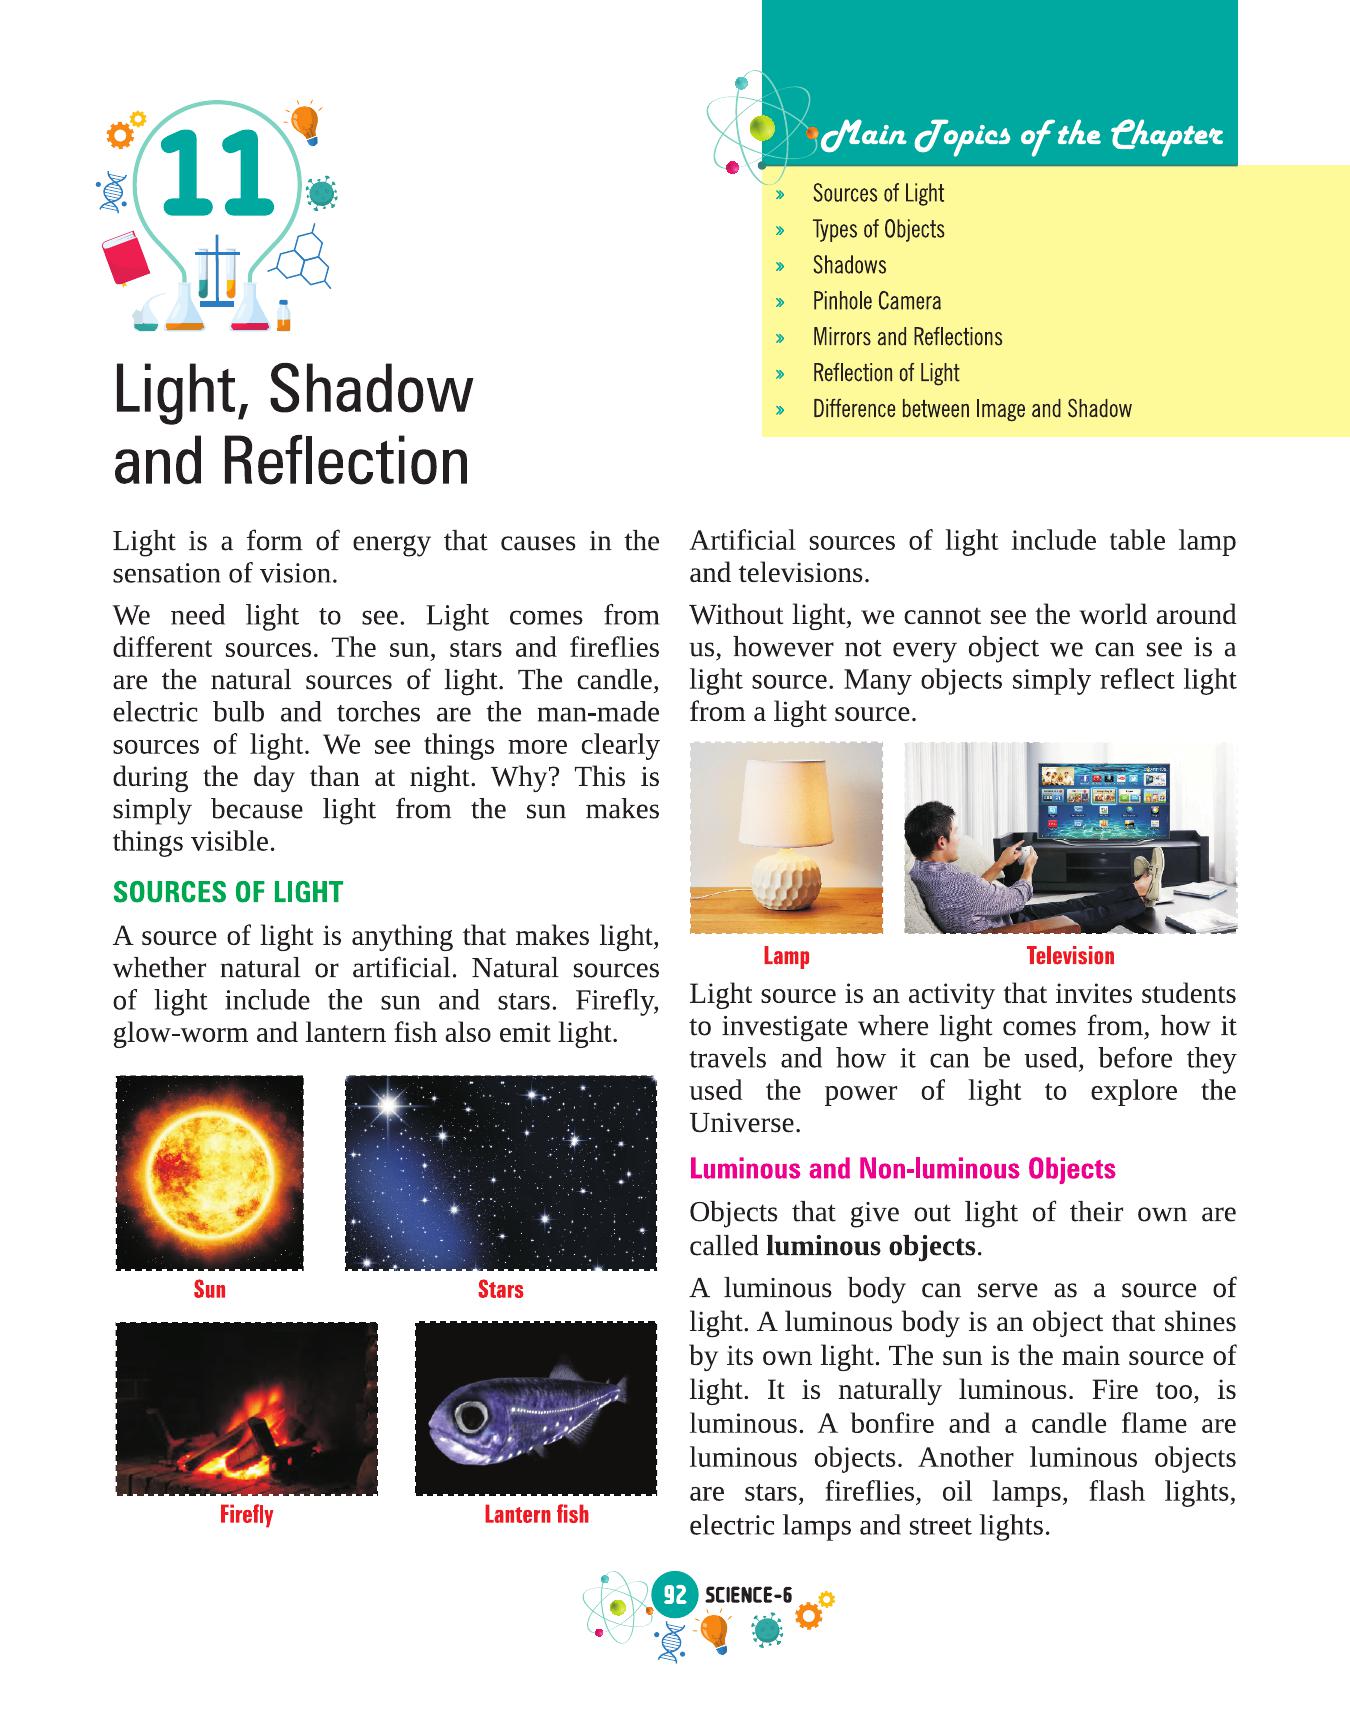 11
Light, Shadow
and Reflection
Main Topics of the Chapter
» Sources of Light
» Types of Objects
» Shadows
» Pinhole Camera
» Mirrors and Reflections
» Reflection of Light
» Difference between Image and Shadow
Light is a form of energy that causes in the
sensation of vision.
We need light to see. Light comes from
different sources. The sun, stars and fireflies
are the natural sources of light. The candle,
electric bulb and torches are the man-made
sources of light. We see things more clearly
during the day than at night. Why? This is
simply because light from the sun makes
things visible.
SOURCES OF LIGHT
A source of light is anything that makes light,
whether natural or artificial. Natural sources
of light include the sun and stars. Firefly,
glow-worm and lantern fish also emit light.
Sun
Stars
Firefly
Lantern fish
Artificial sources of light include table lamp
and televisions.
Without light, we cannot see the world around
us, however not every object we can see is a
light source. Many objects simply reflect light
from a light source.
Lamp
Television
Light source is an activity that invites students
to investigate where light comes from, how it
travels and how it can be used, before they
used the power of light to explore the
Universe.
Luminous and Non-luminous Objects
Objects that give out light of their own are
called luminous objects.
A luminous body can serve as a source of
light. A luminous body is an object that shines
by its own light. The sun is the main source of
light. It is naturally luminous. Fire too, is
luminous. A bonfire and a candle flame are
luminous objects. Another luminous objects
are stars, fireflies, oil lamps, flash lights,
electric lamps and street lights.
92 SCIENCE-6